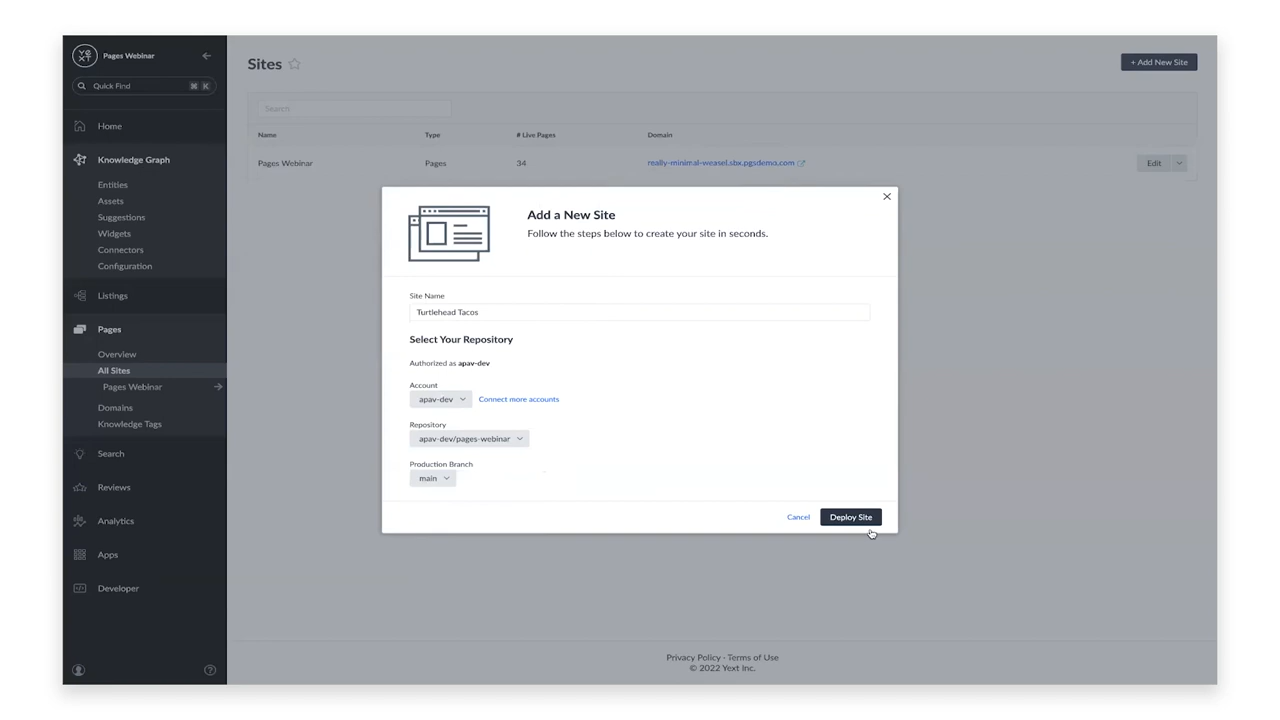 yext
Pages Webinar
Quick Find ⌘ K
Home
Knowledge Graph
Entities
Assets
Suggestions
Widgets
Connectors
Configuration
Listings
Pages
Overview
All Sites
Pages Webinar
Domains
Knowledge Tags
Search
Reviews
Analytics
Apps
Developer
Sites
+ Add New Site
Search
Name Type # Live Pages Domain
Pages Webinar Pages 34 really-minimal-weasel.sbx.pgsdemo.com Edit
Add a New Site
Follow the steps below to create your site in seconds.
Site Name
Turtlehead Tacos
Select Your Repository
Authorized as apav-dev
Account
apav-dev Connect more accounts
Repository
apav-dev/pages-webinar
Production Branch
main
Cancel Deploy Site
Privacy Policy · Terms of Use
© 2022 Yext Inc.